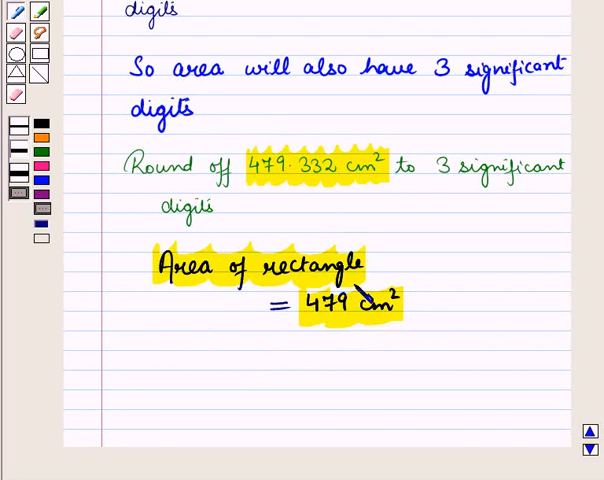 digits
So area will also have 3 significant
digits
Round off 479.332 cm² to 3 significant
digits
Area of rectangle
= 479 cm²